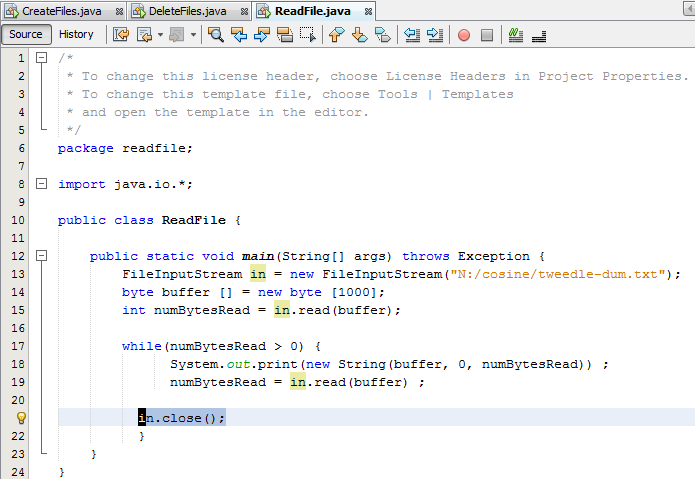 CreateFiles.java DeleteFiles.java ReadFile.java
Source History
1 /*
2 * To change this license header, choose License Headers in Project Properties.
3 * To change this template file, choose Tools | Templates
4 * and open the template in the editor.
5 */
6 package readfile;
7
8 import java.io.*;
9
10 public class ReadFile {
11
12 public static void main(String[] args) throws Exception {
13 FileInputStream in = new FileInputStream("N:/cosine/tweedle-dum.txt");
14 byte buffer [] = new byte [1000];
15 int numBytesRead = in.read(buffer);
16
17 while(numBytesRead > 0) {
18 System.out.print(new String(buffer, 0, numBytesRead)) ;
19 numBytesRead = in.read(buffer) ;
20
in.close();
22 }
23 }
24 }